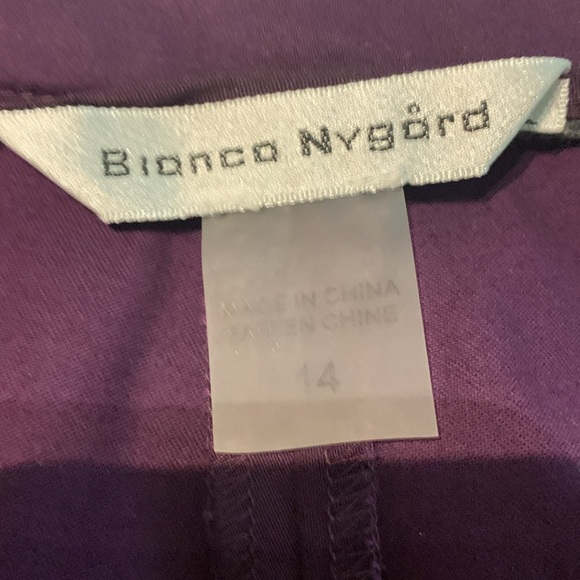 Bianca Nygård
MADE IN CHINA
FAIT EN CHINE
14